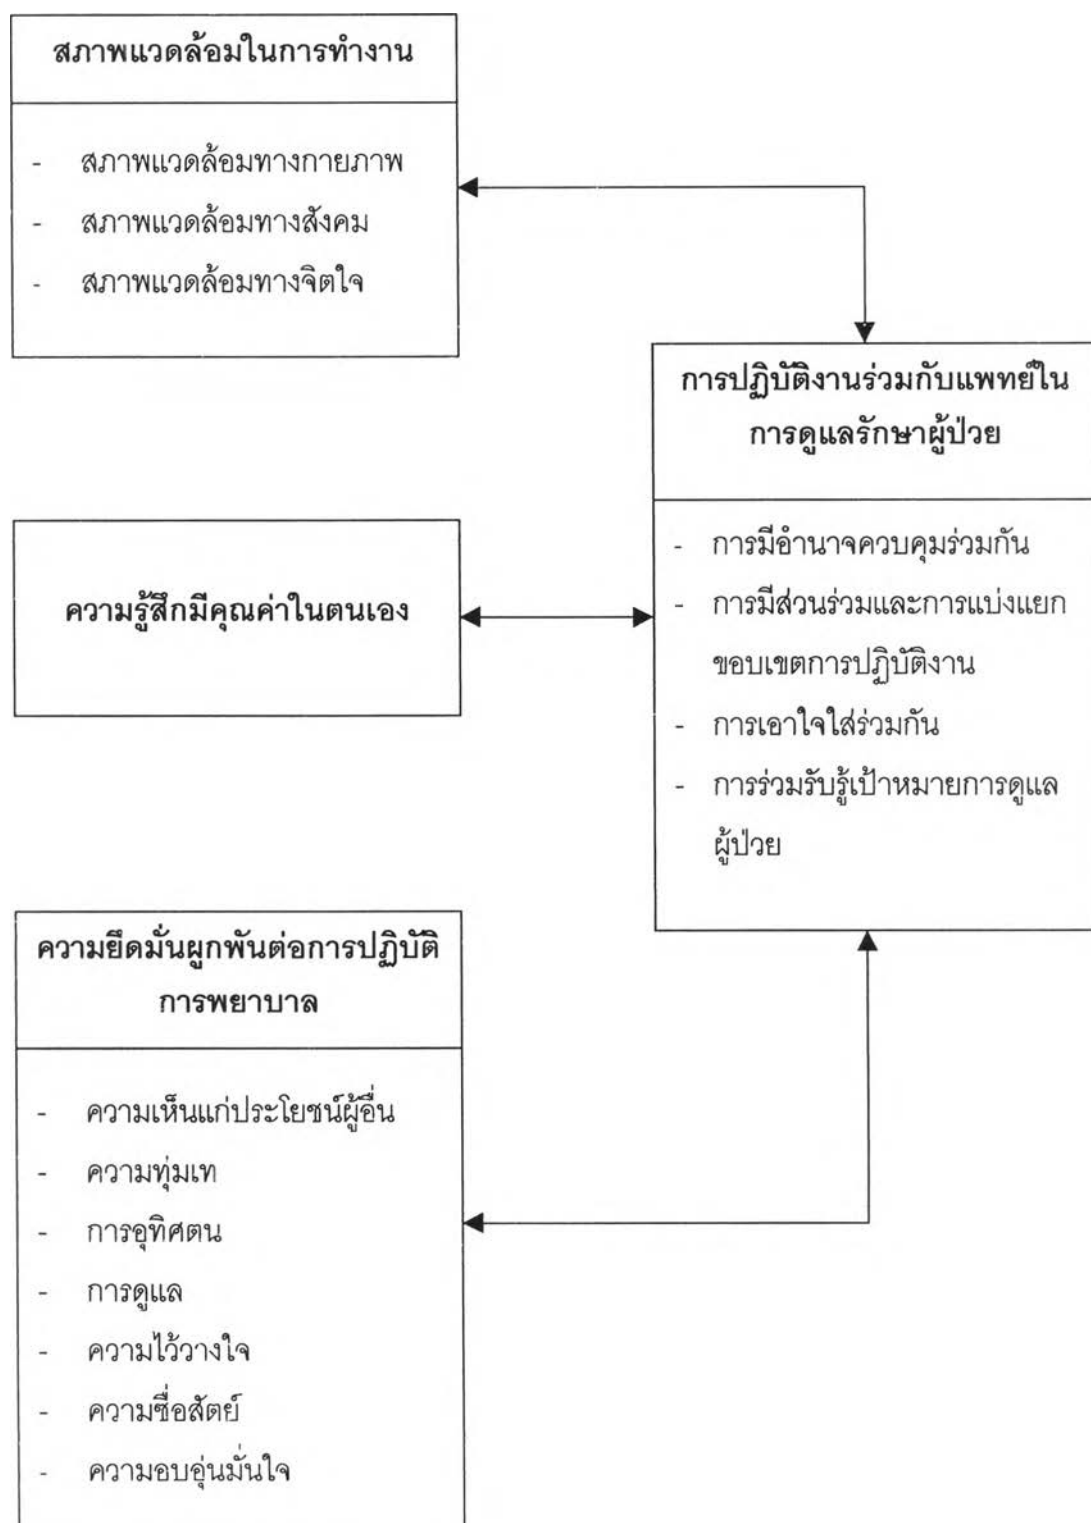 สภาพแวดล้อมในการทำงาน
- สภาพแวดล้อมทางกายภาพ
- สภาพแวดล้อมทางสังคม
- สภาพแวดล้อมทางจิตใจ
การปฏิบัติงานร่วมกับแพทย์ใน
การดูแลรักษาผู้ป่วย
- การมีอำนาจควบคุมร่วมกัน
- การมีส่วนร่วมและการแบ่งแยก
ขอบเขตการปฏิบัติงาน
- การเอาใจใส่ร่วมกัน
- การร่วมรับรู้เป้าหมายการดูแล
ผู้ป่วย
ความรู้สึกมีคุณค่าในตนเอง
ความยึดมั่นผูกพันต่อการปฏิบัติ
การพยาบาล
- ความเห็นแก่ประโยชน์ผู้อื่น
- ความทุ่มเท
- การอุทิศตน
- การดูแล
- ความไว้วางใจ
- ความซื่อสัตย์
- ความอบอุ่นมั่นใจ